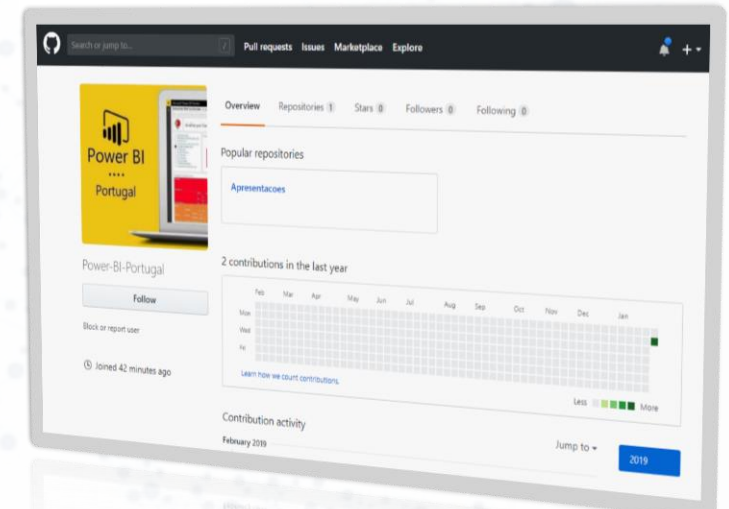 Search or jump to...
/
Pull requests Issues Marketplace Explore
Power BI
Portugal
Overview Repositories 1 Stars 0 Followers 0 Following 0
Popular repositories
Apresentacoes
Power-BI-Portugal
Follow
Block or report user
Joined 42 minutes ago
2 contributions in the last year
Feb Mar Apr May Jun Jul Aug Sep Oct Nov Dec Jan
Mon
Wed
Fri
Learn how we count contributions.
Less More
Contribution activity
Jump to
2019
February 2019